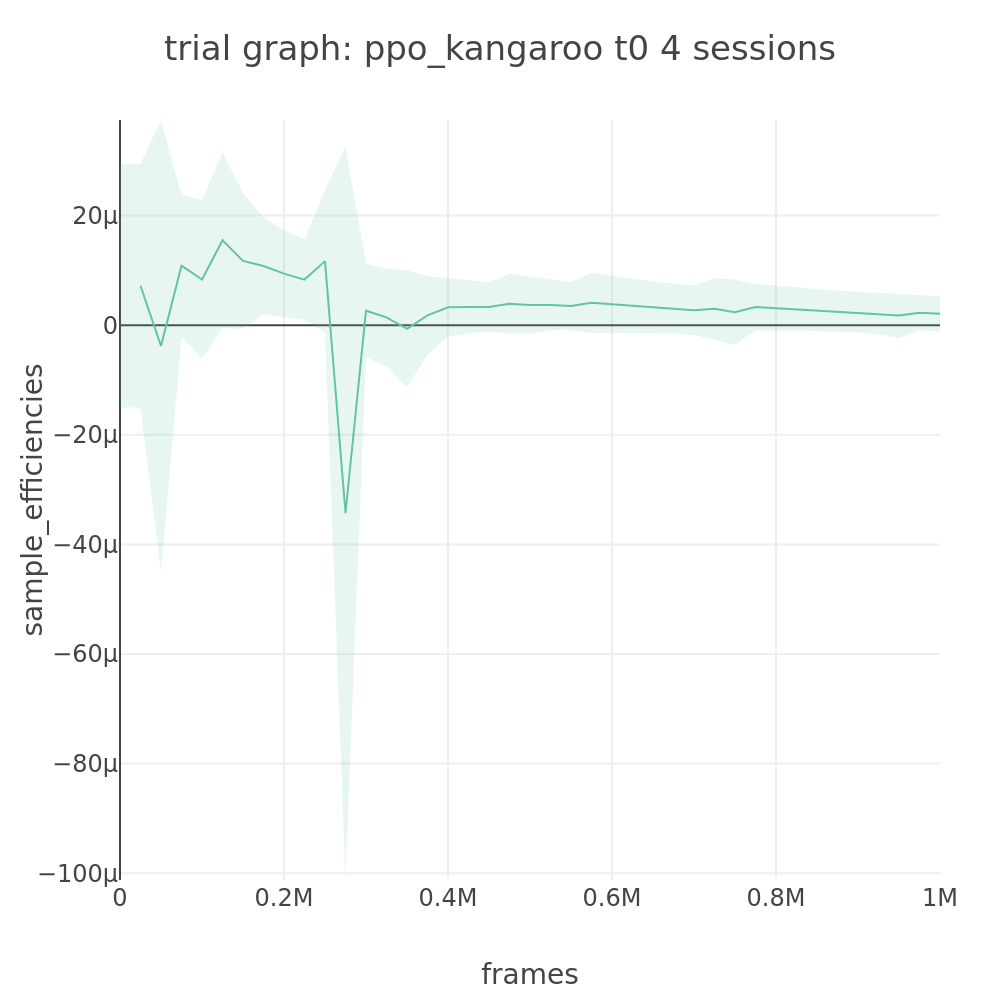 trial graph: ppo_kangaroo t0 4 sessions
sample_efficiencies
20μ
0
−20μ
−40μ
−60μ
−80μ
−100μ
0
0.2M
0.4M
0.6M
0.8M
1M
frames